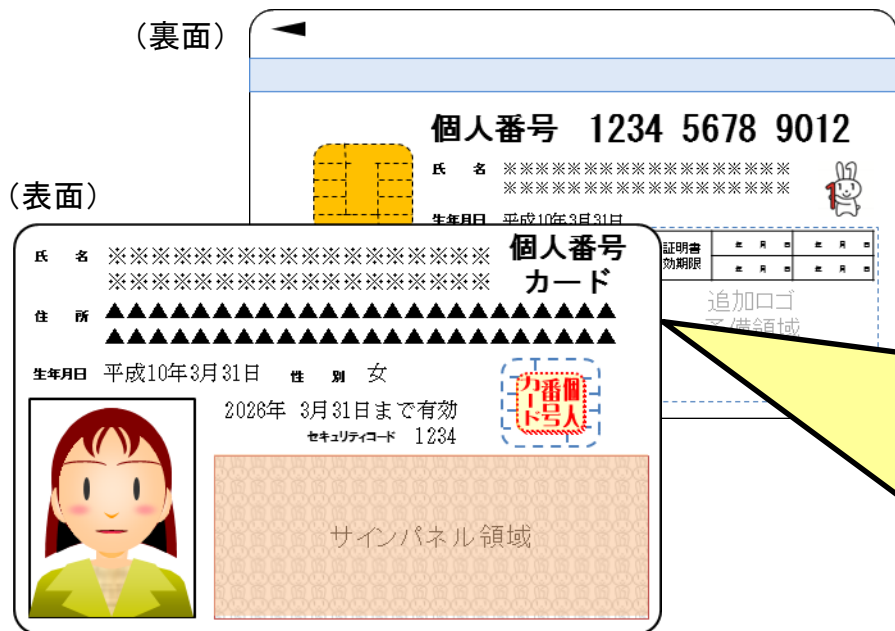 （裏面）
個人番号 1234 5678 9012
氏 名 ※※※※※※※※※※※※※※※※※※
※※※※※※※※※※※※※※※※※※
生年月日 平成10年3月31日
証明書 年 月 日 年 月 日
効期限 年 月 日 年 月 日
追加ロゴ
予備領域
（表面）
個人番号
カード
氏 名 ※※※※※※※※※※※※※※※※※※
※※※※※※※※※※※※※※※※※※
住 所 ▲▲▲▲▲▲▲▲▲▲▲▲▲▲▲▲▲▲▲▲▲▲▲▲
▲▲▲▲▲▲▲▲▲▲▲▲▲▲▲▲▲▲▲▲▲▲▲▲
生年月日 平成10年3月31日 性 別 女
2026年 3月31日まで有効
セキュリティコード 1234
個人
番号
カード
サインパネル領域